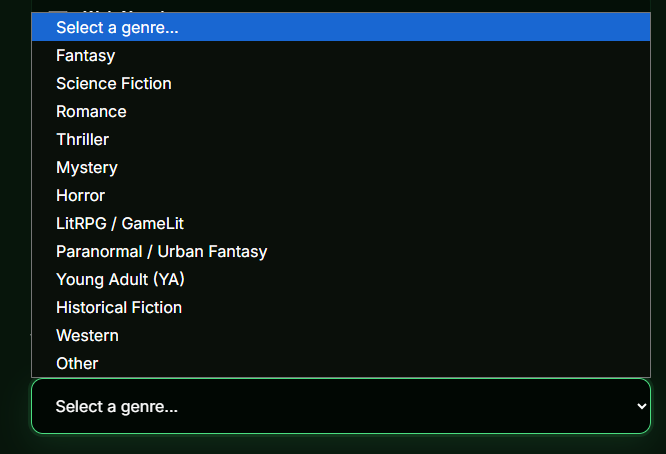 Select a genre...
Fantasy
Science Fiction
Romance
Thriller
Mystery
Horror
LitRPG / GameLit
Paranormal / Urban Fantasy
Young Adult (YA)
Historical Fiction
Western
Other
Select a genre...